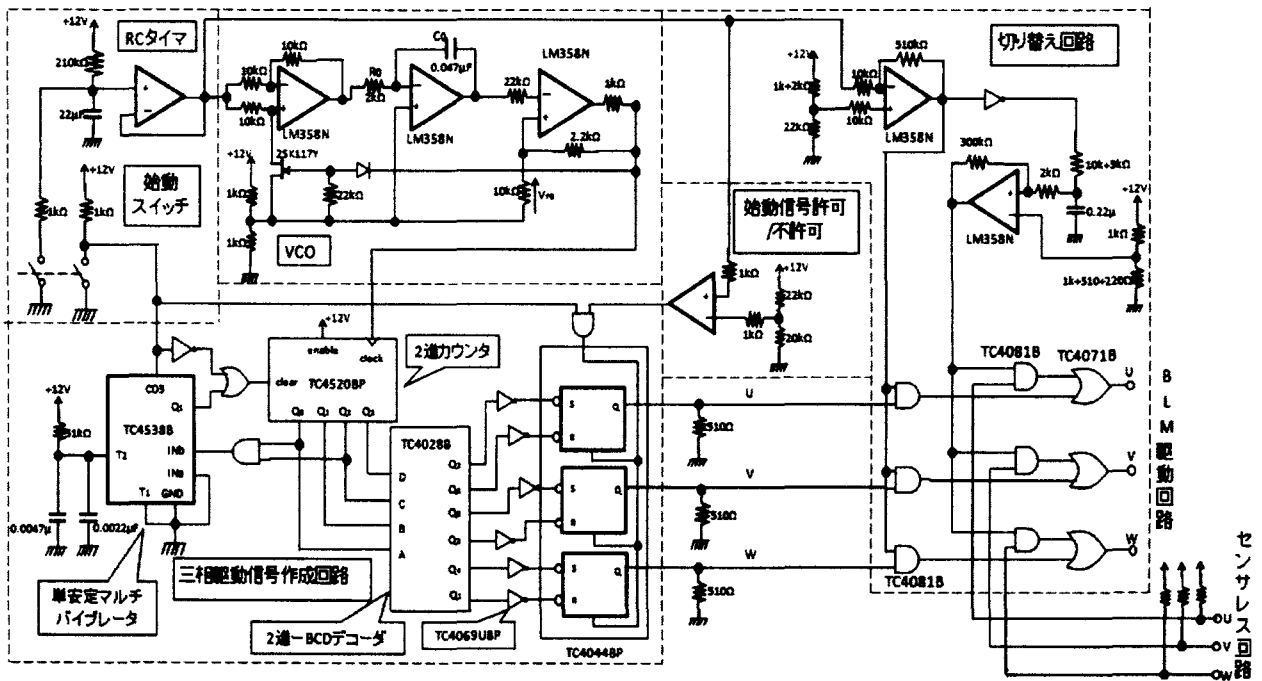 +12V
RCタイマ
210kΩ
22μF
始動
スイッチ
+12V
1kΩ
1kΩ
10kΩ
10kΩ
10kΩ
LM358N
R₀
2kΩ
C₀
0.047μF
LM358N
22kΩ
LM358N
1kΩ
2.2kΩ
10kΩ
2SK117Y
22kΩ
+12V
1kΩ
1kΩ
VCO
切り替え回路
+12V
1k+2kΩ
22kΩ
510kΩ
10kΩ
10kΩ
LM358N
300kΩ
2kΩ
10k+3kΩ
0.22μ
LM358N
+12V
1kΩ
1k+510+220Ω
始動信号許可
/不許可
1kΩ
+12V
22kΩ
20kΩ
1kΩ
+12V
enable
clock
clear
TC4520BP
Q₀
Q₁
Q₂
Q₃
2進カウンタ
+12V
51kΩ
CD3
Q₁
TC4538B
T₂
T₁
GND
0.0047μ
0.0022μF
単安定マルチ
バイブレータ
三相駆動信号作成回路
TC4028B
D
C
B
A
2進ーBCDデコーダ
TC4069UBP
S
R
Q
S
R
Q
S
R
Q
TC4044BP
U
510Ω
V
510Ω
W
510Ω
TC4081B
TC4081B
TC4071B
U
V
W
BLM駆動回路
センサレス回路
U
V
W